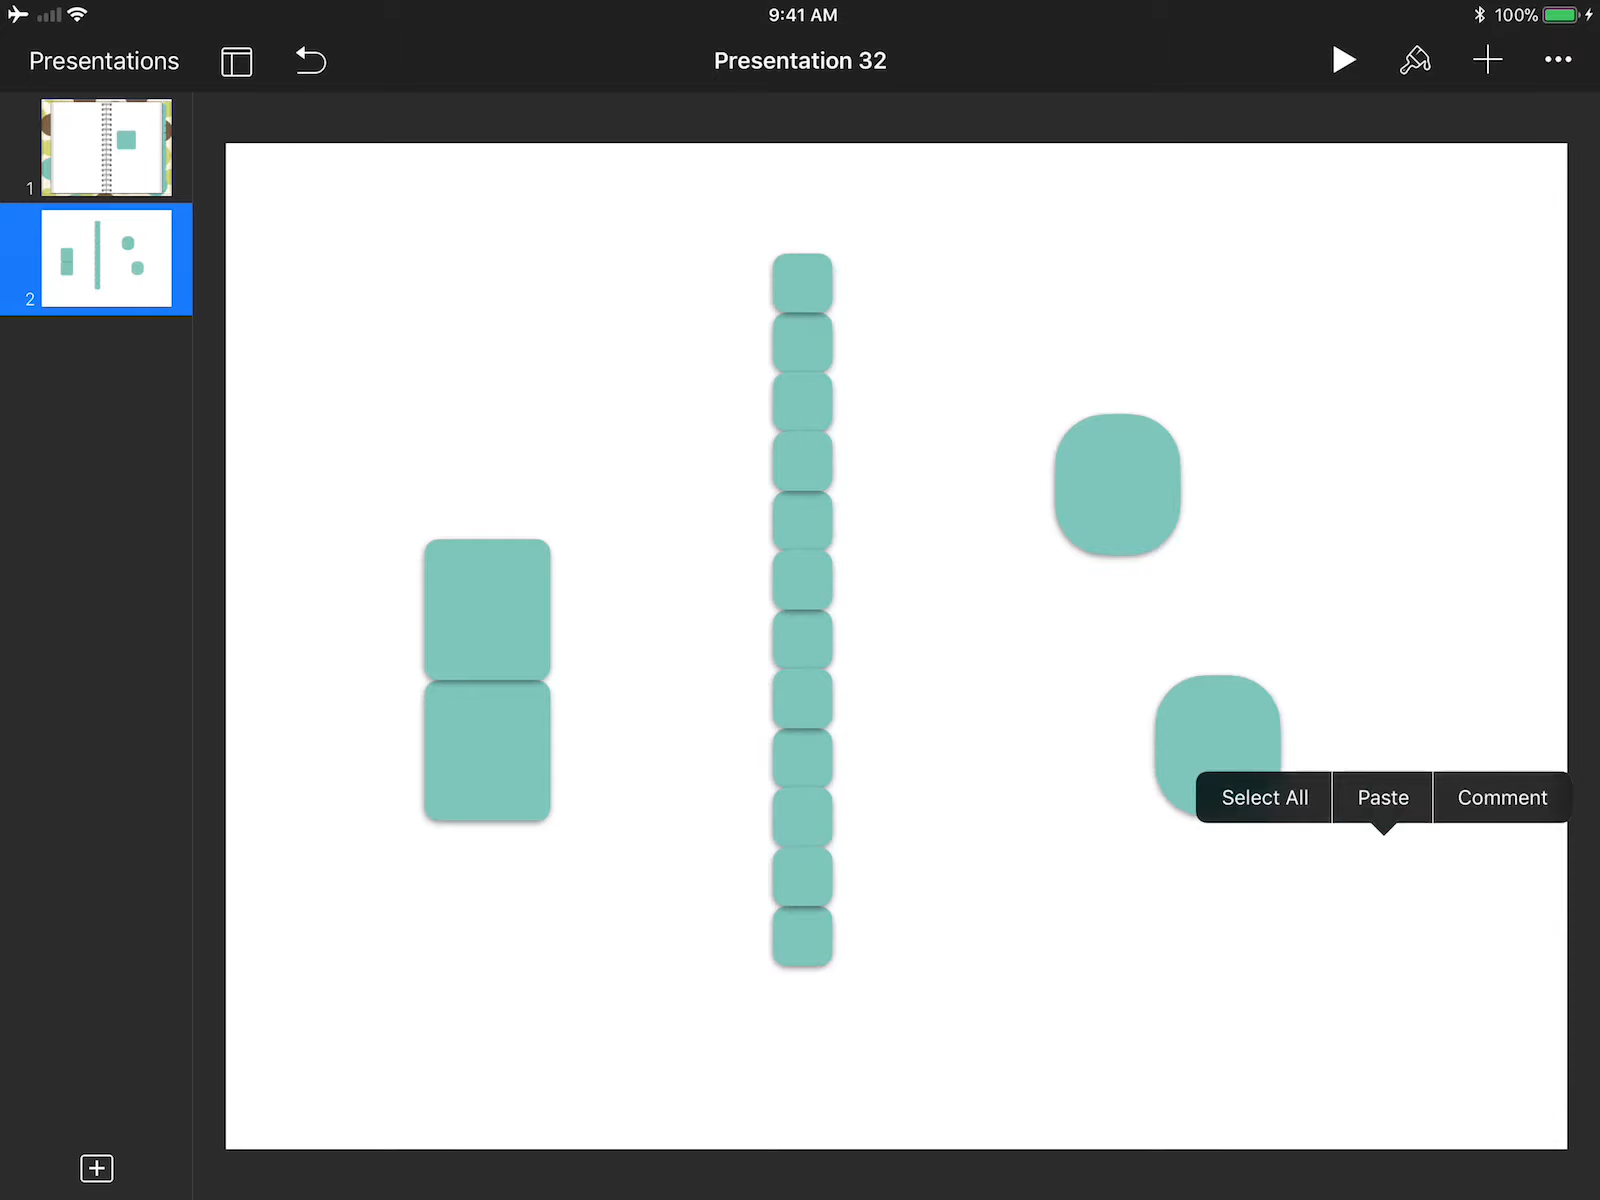 9:41 AM
100%
Presentations
Presentation 32
1
2
Select All
Paste
Comment